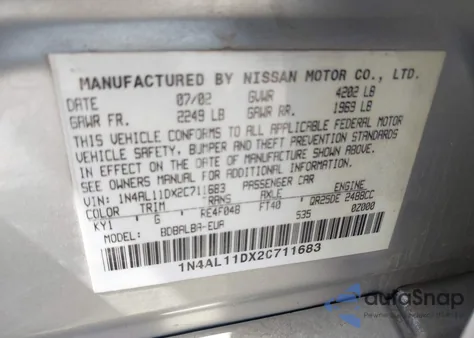 MANUFACTURED BY NISSAN MOTOR CO., LTD.
DATE 07/02 GVWR 4202 LB
GAWR FR. 2249 LB GAWR RR. 1969 LB
THIS VEHICLE CONFORMS TO ALL APPLICABLE FEDERAL MOTOR
VEHICLE SAFETY, BUMPER AND THEFT PREVENTION STANDARDS
IN EFFECT ON THE DATE OF MANUFACTURE SHOWN ABOVE.
SEE OWNERS MANUAL FOR ADDITIONAL INFORMATION
VIN: 1N4AL11DX2C711683 PASSENGER CAR
COLOR TRIM TRANS AXLE ENGINE
KY1 G RE4F04B FT40 QR25DE 2488CC
535 02000
MODEL: BDBALBA-EUA
1N4AL11DX2C711683
autoSnap